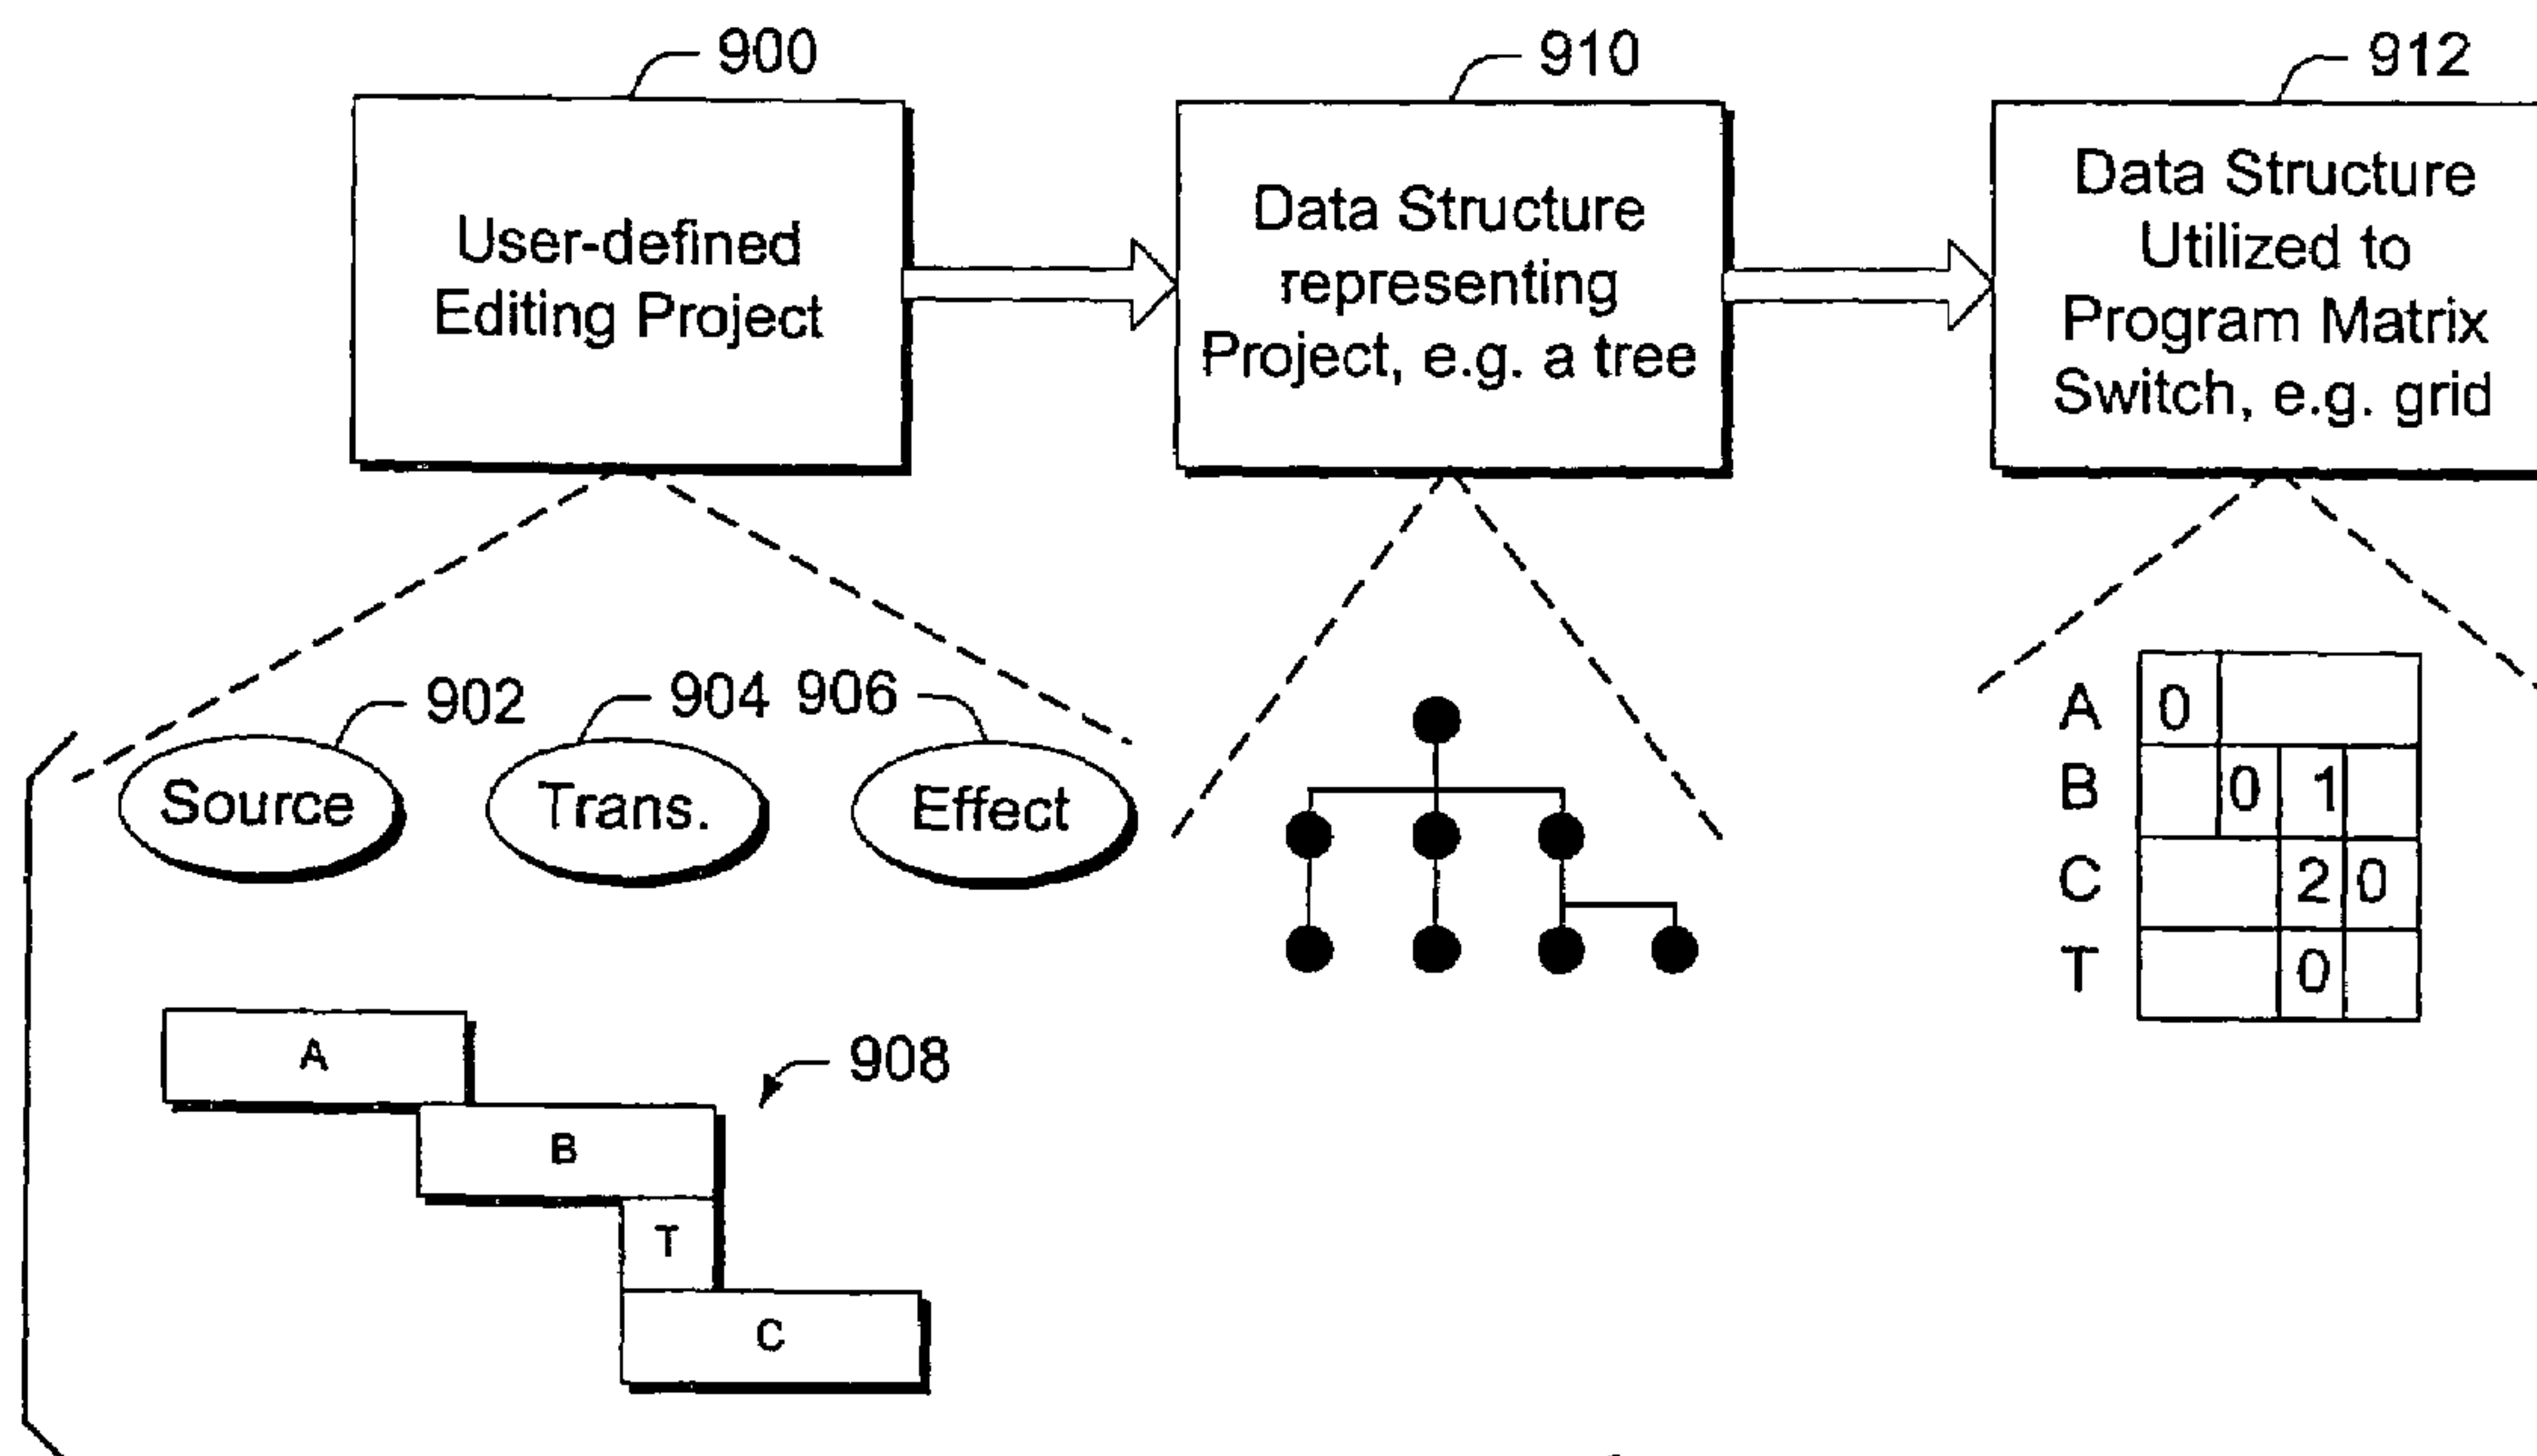 900
910
912
User-defined
Editing Project
Data Structure
representing
Project, e.g. a tree
Data Structure
Utilized to
Program Matrix
Switch, e.g. grid
902
904
906
Source
Trans.
Effect
A 0
B 0 1
C 2 0
T 0
908
A
B
T
C